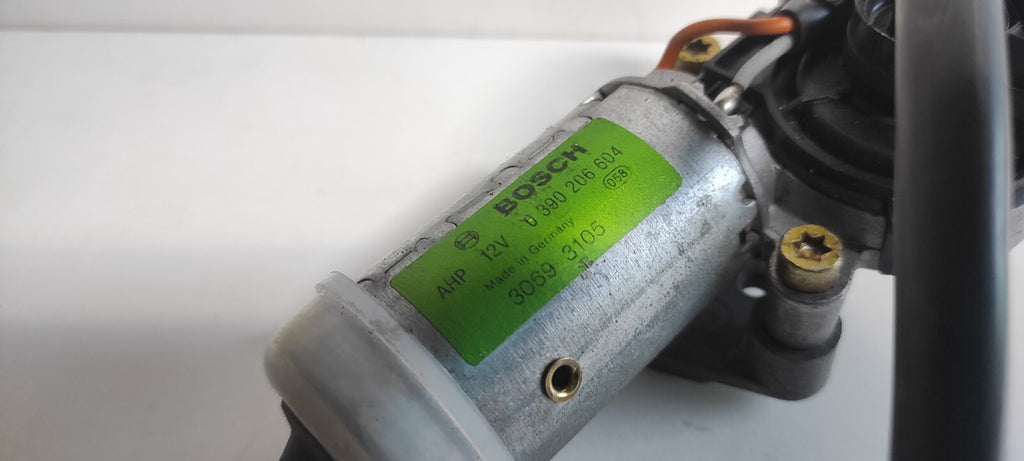 BOSCH
AHP 12V 0 390 206 604
Made in Germany 058
3069 3105